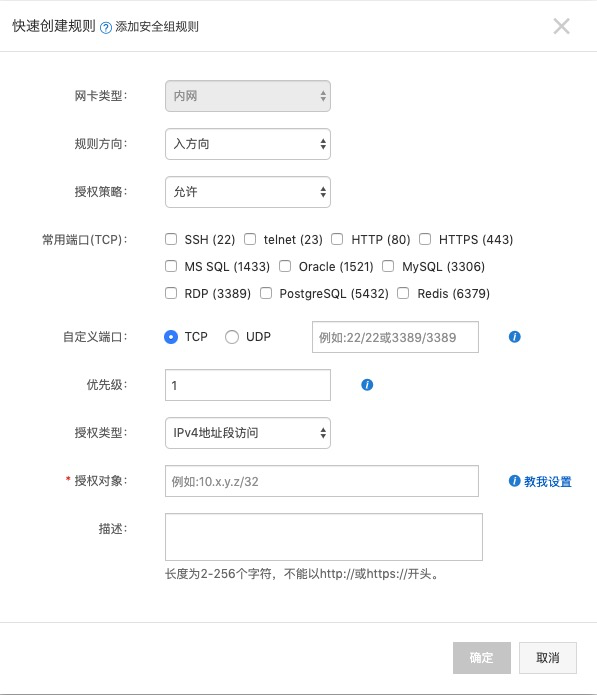 快速创建规则 ? 添加安全组规则
网卡类型： 内网
规则方向： 入方向
授权策略： 允许
常用端口(TCP)： SSH (22) telnet (23) HTTP (80) HTTPS (443)
MS SQL (1433) Oracle (1521) MySQL (3306)
RDP (3389) PostgreSQL (5432) Redis (6379)
自定义端口： TCP UDP 例如:22/22或3389/3389
优先级： 1
授权类型： IPv4地址段访问
* 授权对象： 例如:10.x.y.z/32 教我设置
描述：
长度为2-256个字符，不能以http://或https://开头。
确定 取消